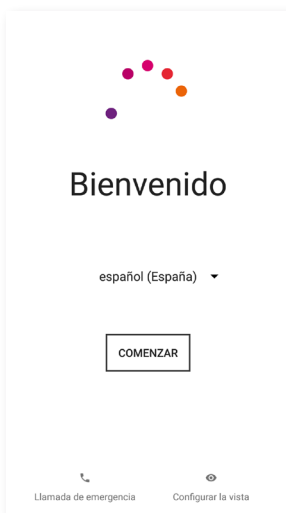 Bienvenido
español (España)
COMENZAR
Llamada de emergencia
Configurar la vista